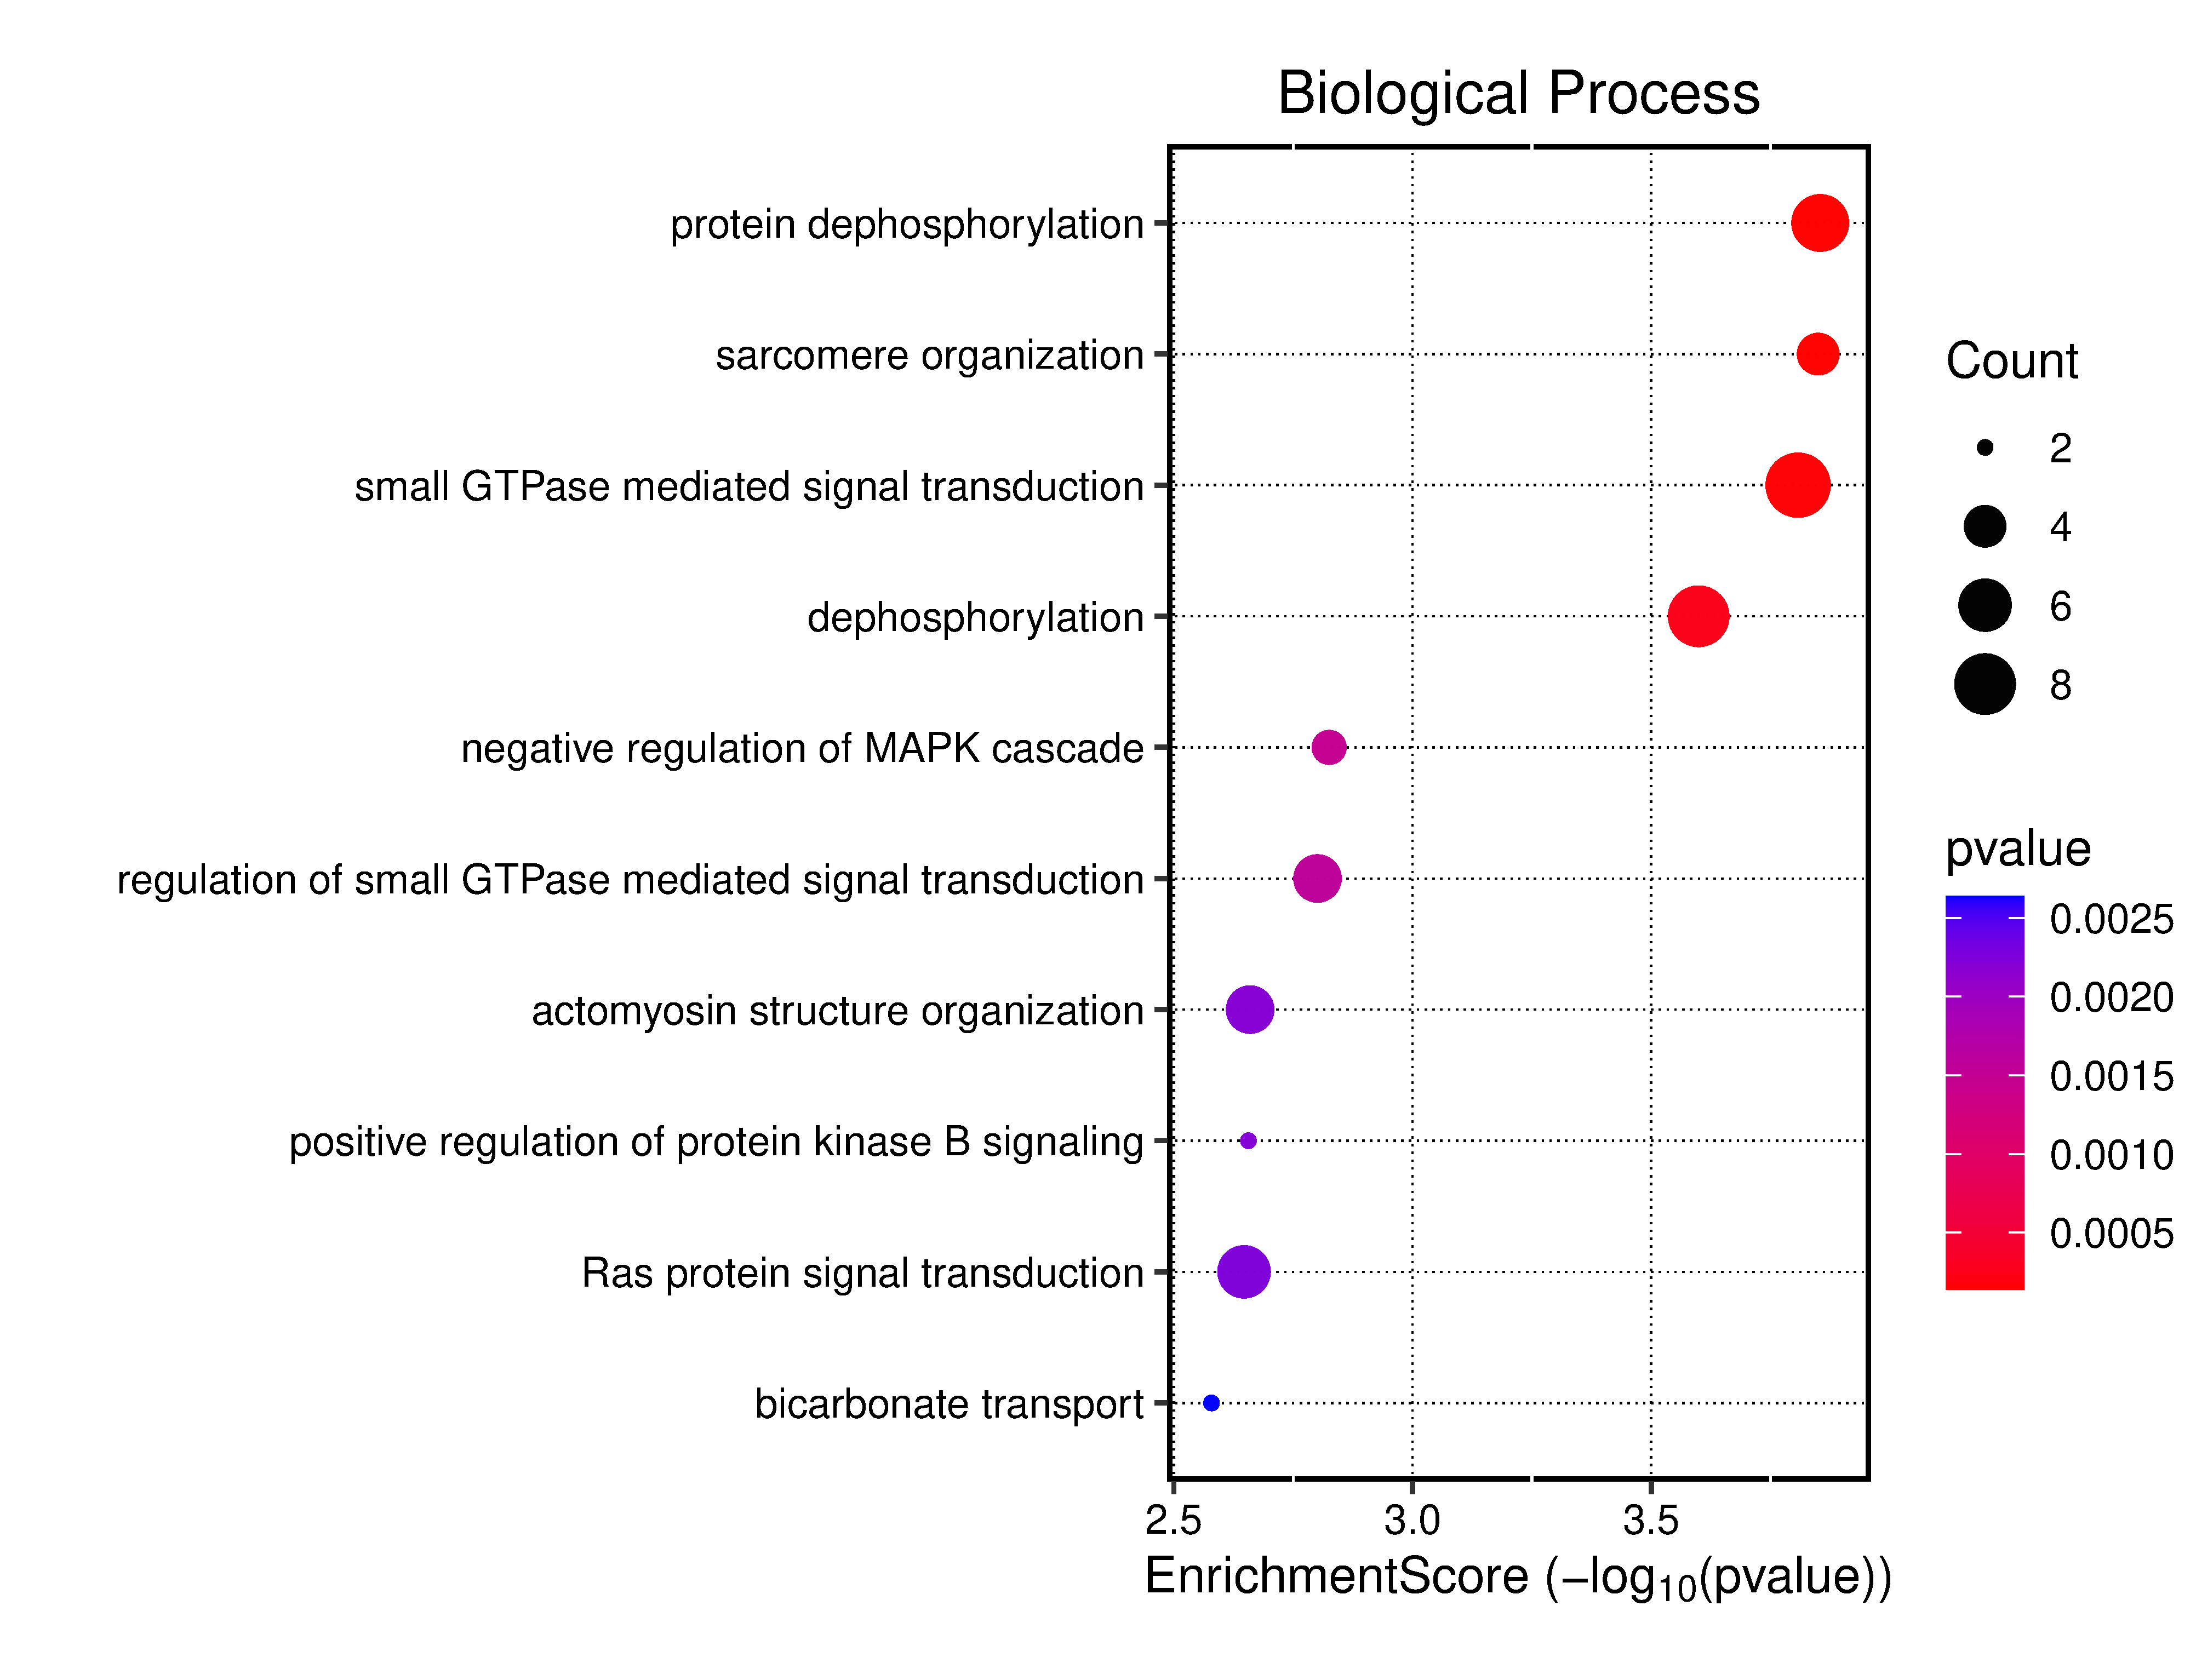 Biological Process
protein dephosphorylation
sarcomere organization
small GTPase mediated signal transduction
dephosphorylation
negative regulation of MAPK cascade
regulation of small GTPase mediated signal transduction
actomyosin structure organization
positive regulation of protein kinase B signaling
Ras protein signal transduction
bicarbonate transport
2.5 3.0 3.5
EnrichmentScore (−log₁₀(pvalue))
Count
2
4
6
8
pvalue
0.0025
0.0020
0.0015
0.0010
0.0005